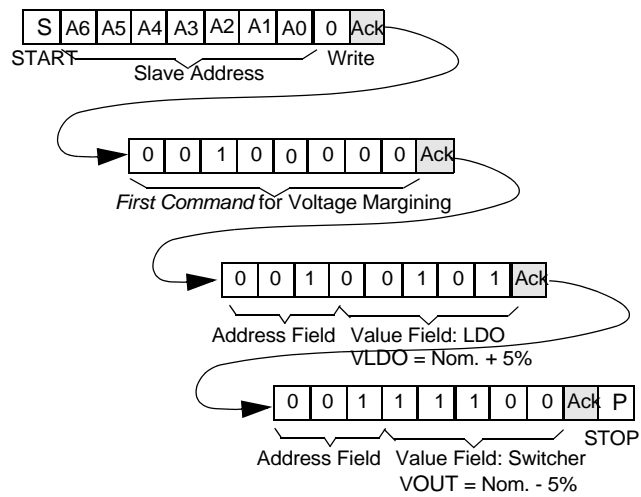 S A6 A5 A4 A3 A2 A1 A0 0 Ack
START Slave Address Write
0 0 1 0 0 0 0 0 Ack
First Command for Voltage Margining
0 0 1 0 0 1 0 1 Ack
Address Field Value Field: LDO
VLDO = Nom. + 5%
0 0 1 1 1 1 0 0 Ack P
STOP
Address Field Value Field: Switcher
VOUT = Nom. - 5%